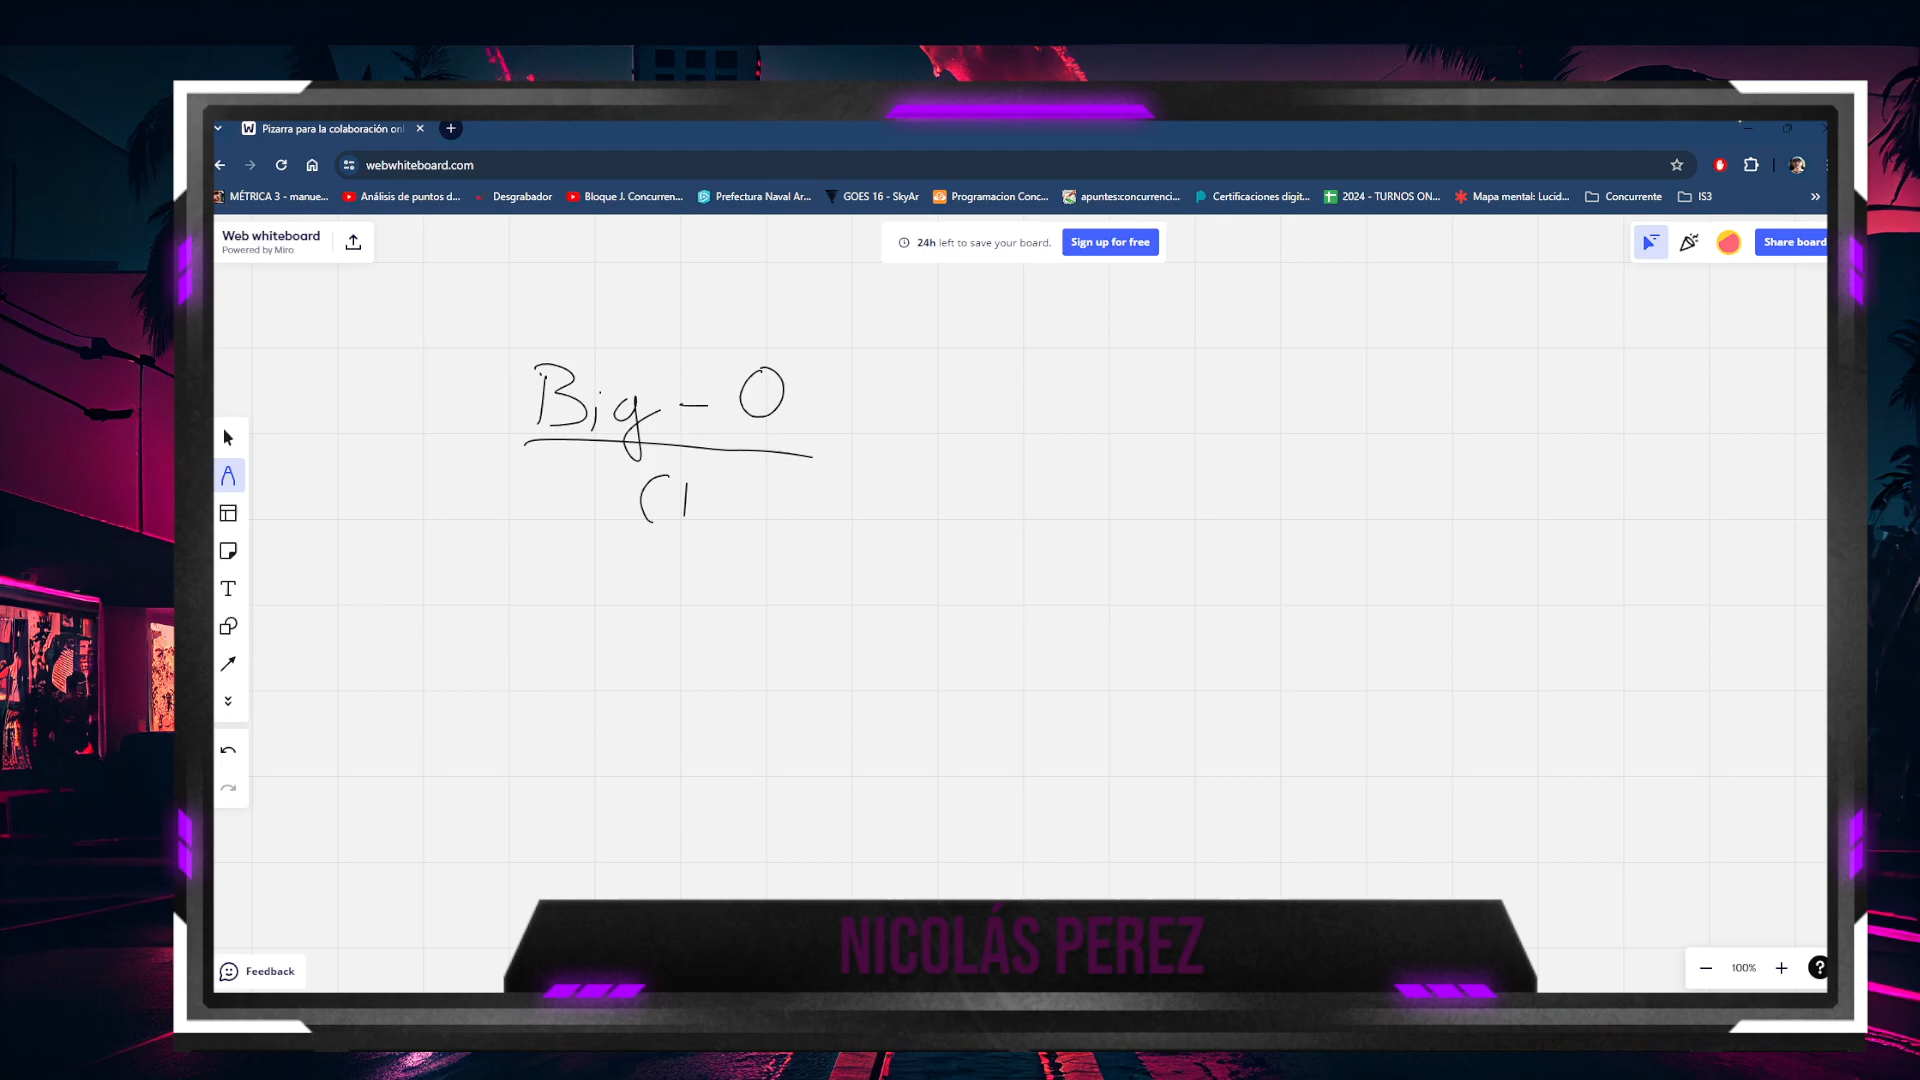 Pizarra para la colaboración onl
webwhiteboard.com
MÉTRICA 3 - manue... Análisis de puntos d... Desgrabador Bloque J. Concurren... Prefectura Naval Ar... GOES 16 - SkyAr Programacion Conc... apuntes:concurrenci... Certificaciones digit... 2024 - TURNOS ON... Mapa mental: Lucid... Concurrente IS3 »
Web whiteboard
Powered by Miro
24h left to save your board. Sign up for free
Share board
Big - O
(1
NICOLÁS PEREZ
Feedback
100%